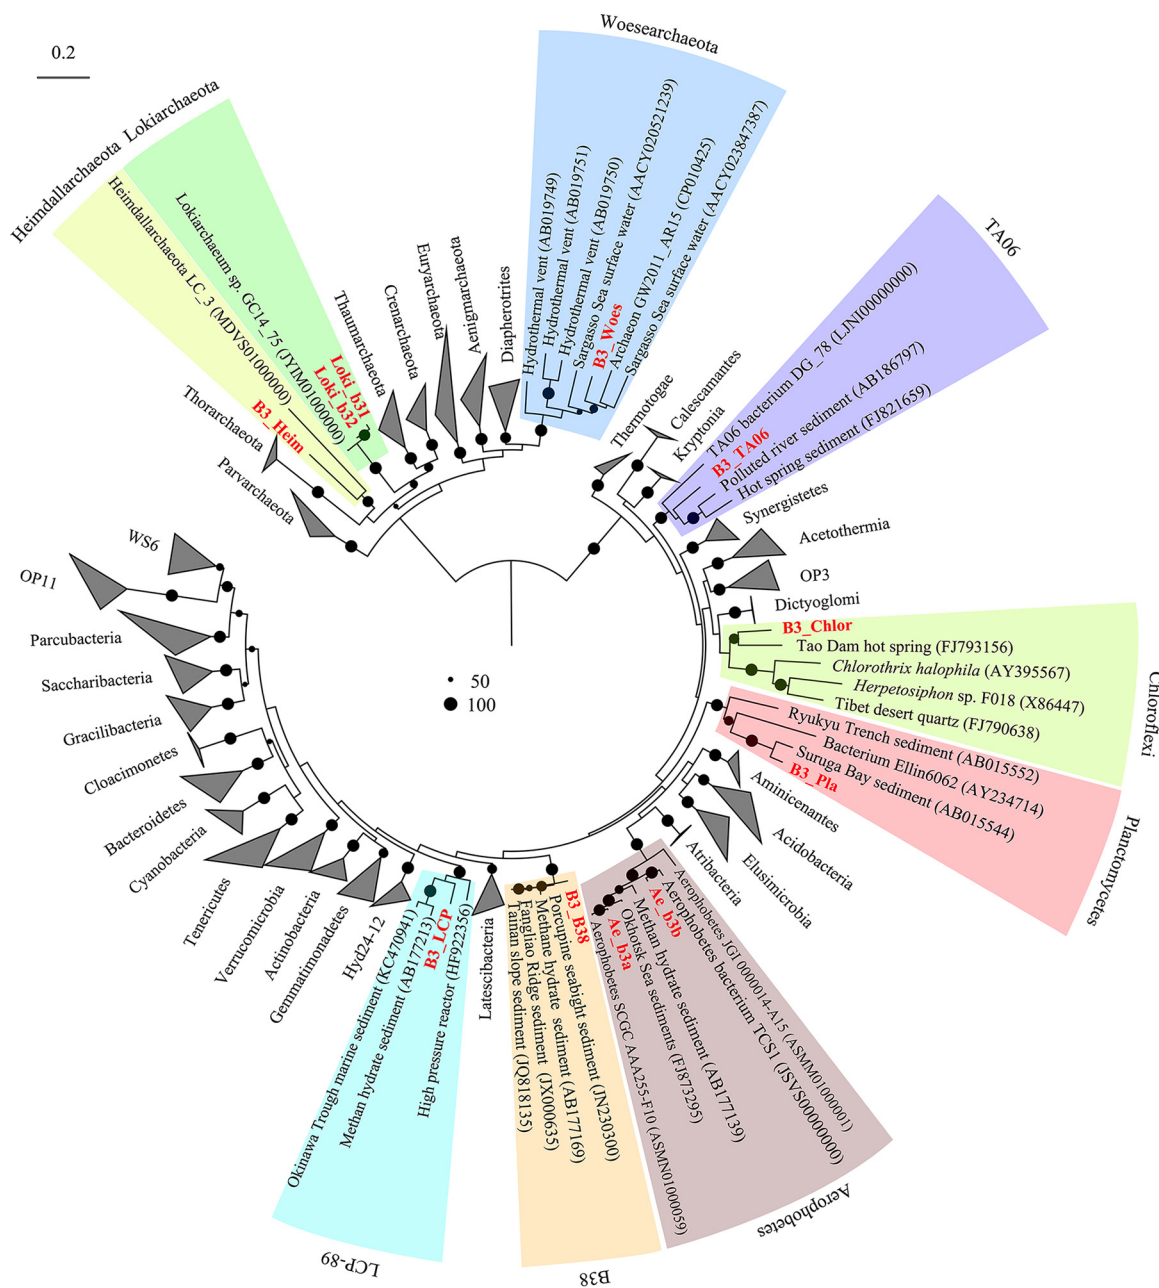 0.2
Woesearchaeota
Hydrothermal vent (AB019749)
Hydrothermal vent (AB019751)
Hydrothermal vent (AB019750)
Sargasso Sea surface water (AACY020521239)
B3_Woes
Archaeon GW2011_AR15 (CP010425)
Sargasso Sea surface water (AACY023847387)
Heimdallarchaeota
Lokiarchaeota
Heimdallarchaeota LC_3 (MDVS01000000)
B3_Heim
Lokiarchaeum sp. GC14_75 (JYIM01000000)
Loki_b32
Loki_b31
Thaumarchaeota
Crenarchaeota
Euryarchaeota
Aenigmarchaeota
Diapherotrites
Thorarchaeota
Parvarchaeota
Thermotogae
Calescamantes
Kryptonia
TA06
TA06 bacterium DG_78 (LJNI00000000)
B3_TA06
Polluted river sediment (AB186797)
Hot spring sediment (FJ821659)
Synergistetes
Acetothermia
OP3
Dictyoglomi
Chloroflexi
B3_Chlor
Tao Dam hot spring (FJ793156)
Chlorothrix halophila (AY395567)
Herpetosiphon sp. F018 (X86447)
Tibet desert quartz (FJ790638)
Planctomycetes
Ryukyu Trench sediment (AB015552)
Bacterium Ellin6062 (AY234714)
Suruga Bay sediment (AB015544)
B3_Pla
Aminicenantes
Acidobacteria
Elusimicrobia
Atribacteria
Aerophobetes
Aerophobetes JGI 0000014-A15 (ASMM01000001)
Aerophobetes bacterium TCS1 (JSVS00000000)
Ae_b3b
Methan hydrate sediment (AB177139)
Okhotsk Sea sediments (FJ873295)
Ae_b3a
Aerophobetes SCGC AAA255-F10 (ASMN01000059)
B38
B3_B38
Porcupine seabight sediment (JN230300)
Methane hydrate sediment (AB177169)
Fangliao Ridge sediment (JX000635)
Tainan slope sediment (JQ818135)
Latescibacteria
LCP-89
High pressure reactor (HF922356)
B3_LCP
Methan hydrate sediment (AB177213)
Okinawa Trough marine sediment (KC470941)
Hyd24-12
Gemmatimonadetes
Actinobacteria
Verrucomicrobia
Tenericutes
Cyanobacteria
Bacteroidetes
Cloacimonetes
Gracilibacteria
Saccharibacteria
Parcubacteria
OP11
WS6
50
100